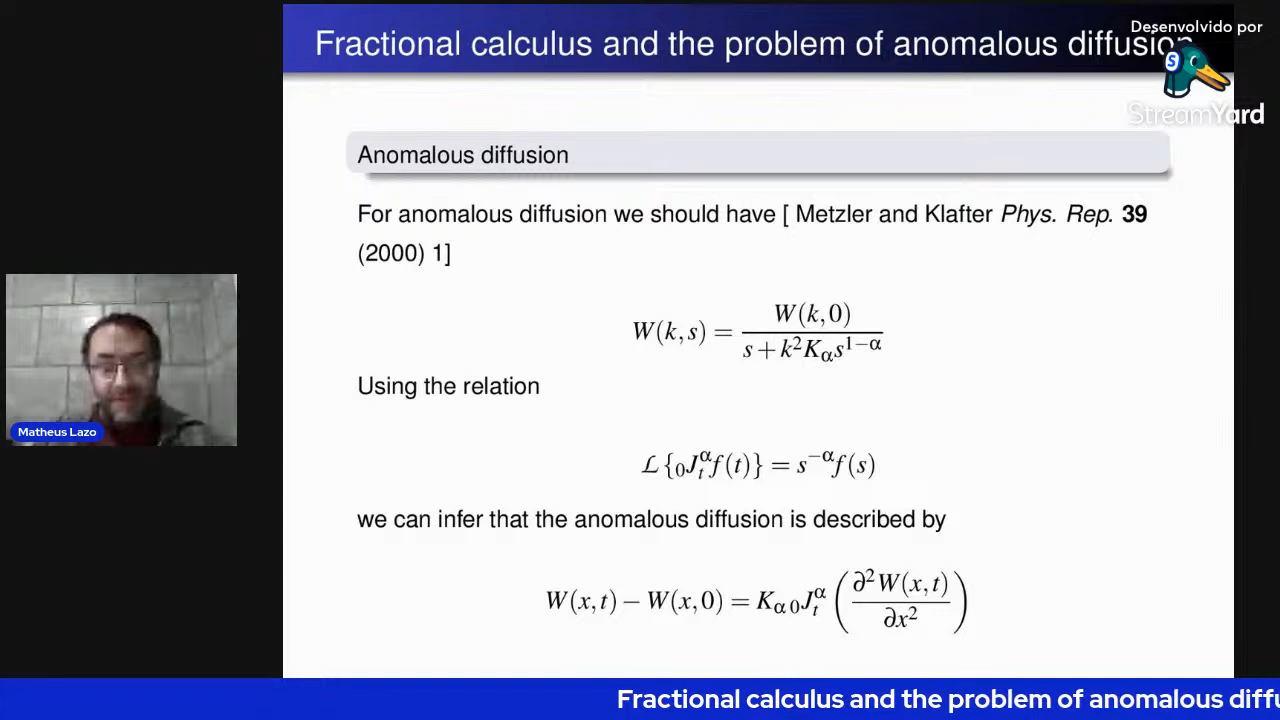 Fractional calculus and the problem of anomalous diffusion
Desenvolvido por
StreamYard
Anomalous diffusion
For anomalous diffusion we should have [ Metzler and Klafter Phys. Rep. 39
(2000) 1]
W(k,s) = W(k,0) / (s + k²K_α s^{1−α})
Using the relation
ℒ{₀J_t^α f(t)} = s^{−α} f(s)
we can infer that the anomalous diffusion is described by
W(x,t) − W(x,0) = K_α ₀J_t^α (∂²W(x,t) / ∂x²)
Matheus Lazo
Fractional calculus and the problem of anomalous diffu